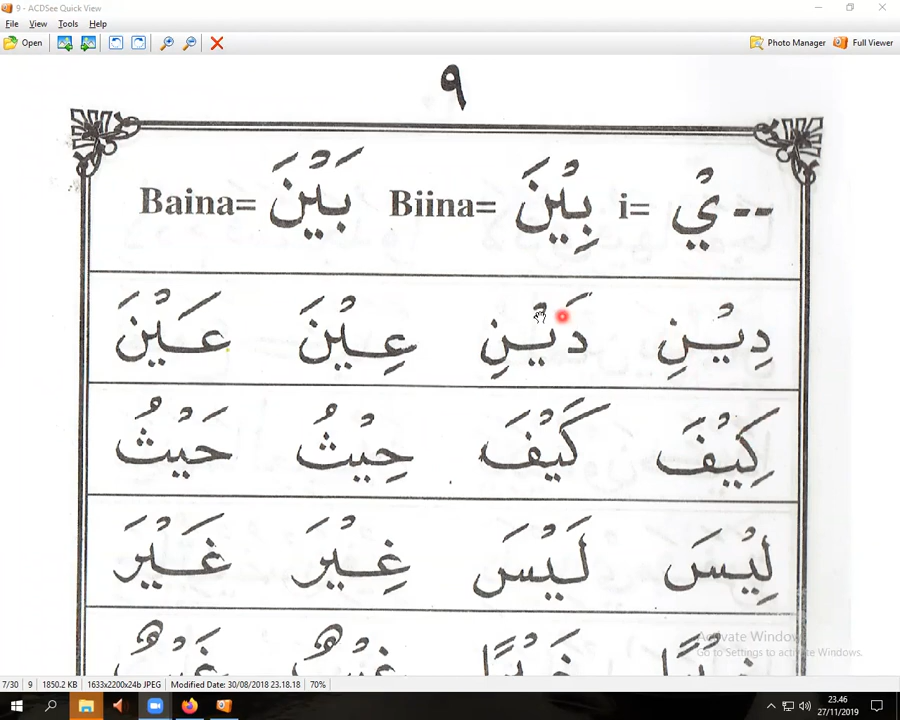 9 - ACDSee Quick View
File View Tools Help
Open Photo Manager Full Viewer
٩
-- يْ =i بِيْنَ =Biina بَيْنَ =Baina
دِيْنِ دَيْنِ عِيْنَ عَيْنَ
كِيْفَ كَيْفَ حِيْثُ حَيْثُ
لِيْسَ لَيْسَ غِيْرَ غَيْرَ
Activate Windows
Go to Settings to activate Windows.
7/30 9 1850.2 KB 1633x2200x24b JPEG Modified Date: 30/08/2018 23.18.18 70%
23.46
27/11/2019